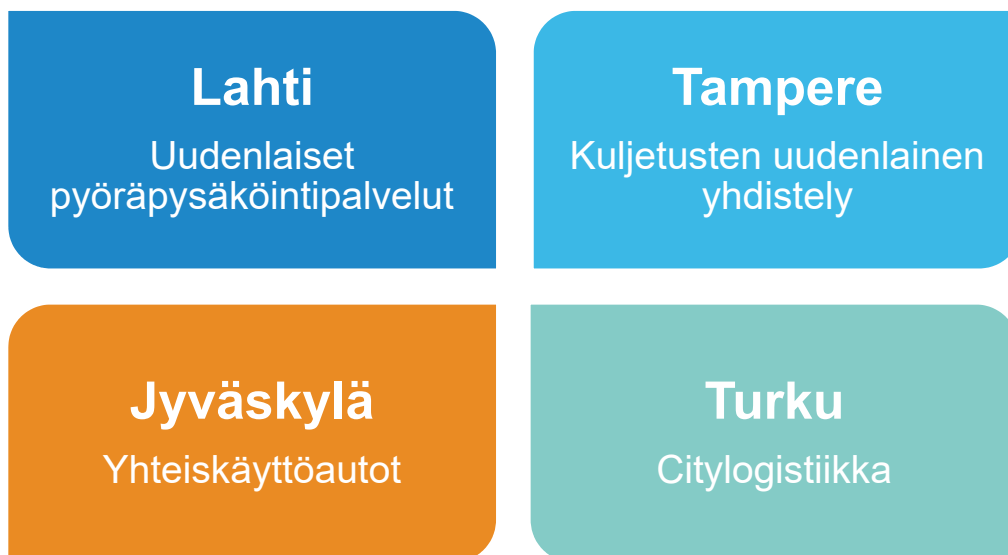 Lahti
Uudenlaiset
pyöräpysäköintipalvelut
Tampere
Kuljetusten uudenlainen
yhdistely
Jyväskylä
Yhteiskäyttöautot
Turku
Citylogistiikka